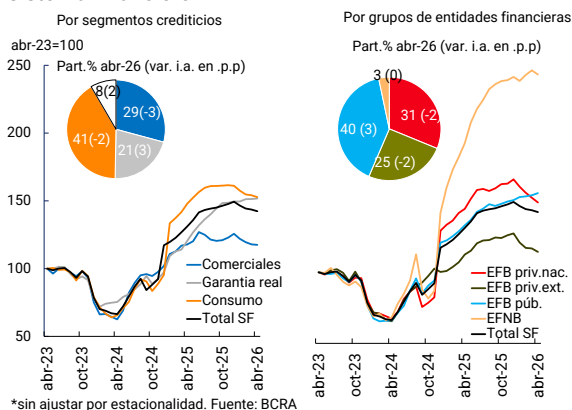 Por segmentos crediticios
abr-23=100
Part.% abr-26 (var. i.a. en .p.p)
8(2)
29(-3)
41(-2)
21(3)
250
200
150
100
50
Comerciales
Garantia real
Consumo
Total SF
abr-23
oct-23
abr-24
oct-24
abr-25
oct-25
abr-26
Por grupos de entidades financieras
Part.% abr-26 (var. i.a. en .p.p)
3 (0)
31 (-2)
40 (3)
25 (-2)
EFB priv.nac.
EFB priv.ext.
EFB púb.
EFNB
Total SF
abr-23
oct-23
abr-24
oct-24
abr-25
oct-25
abr-26
*sin ajustar por estacionalidad. Fuente: BCRA